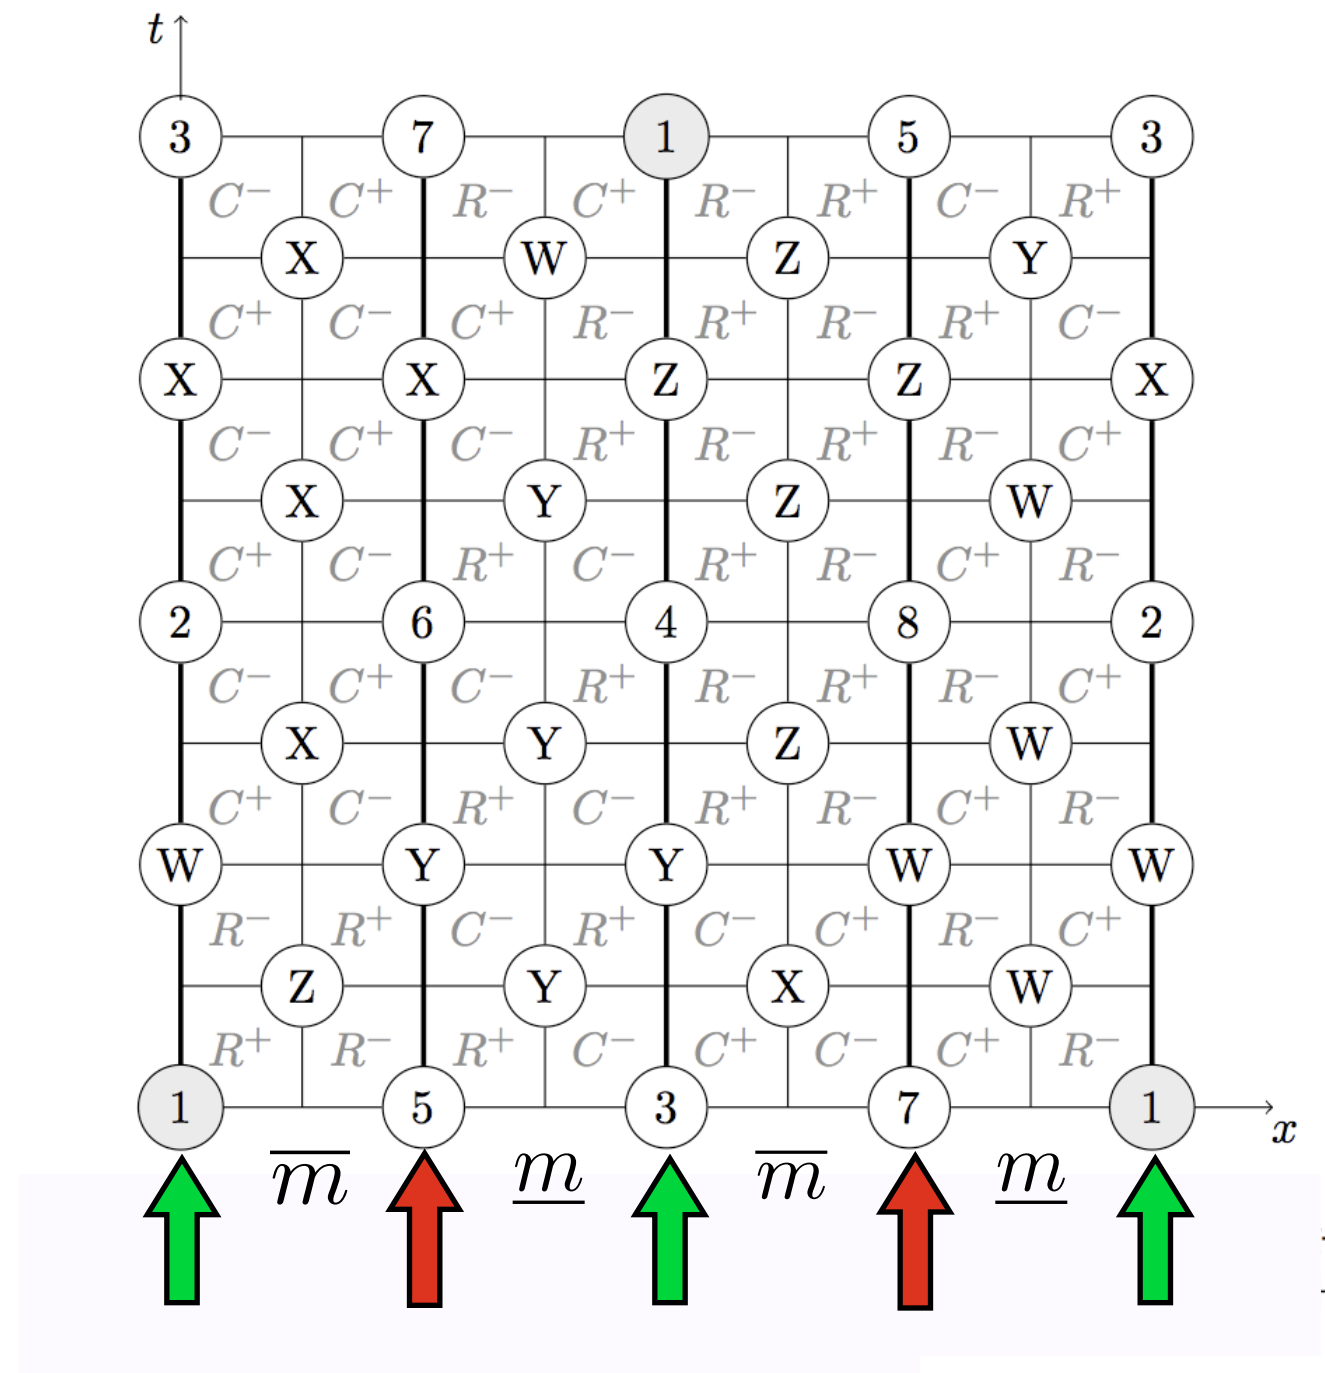 t
3 7 1 5 3
C⁻ C⁺ R⁻ C⁺ R⁻ R⁺ C⁻ R⁺
X W Z Y
C⁺ C⁻ C⁺ R⁻ R⁺ R⁻ R⁺ C⁻
X X Z Z X
C⁻ C⁺ C⁻ R⁺ R⁻ R⁺ R⁻ C⁺
X Y Z W
C⁺ C⁻ R⁺ C⁻ R⁺ R⁻ C⁺ R⁻
2 6 4 8 2
C⁻ C⁺ C⁻ R⁺ R⁻ R⁺ R⁻ C⁺
X Y Z W
C⁺ C⁻ R⁺ C⁻ R⁺ R⁻ C⁺ R⁻
W Y Y W W
R⁻ R⁺ C⁻ R⁺ C⁻ C⁺ R⁻ C⁺
Z Y X W
R⁺ R⁻ R⁺ C⁻ C⁺ C⁻ C⁺ R⁻
1 5 3 7 1
x
m̅ m̲ m̅ m̲